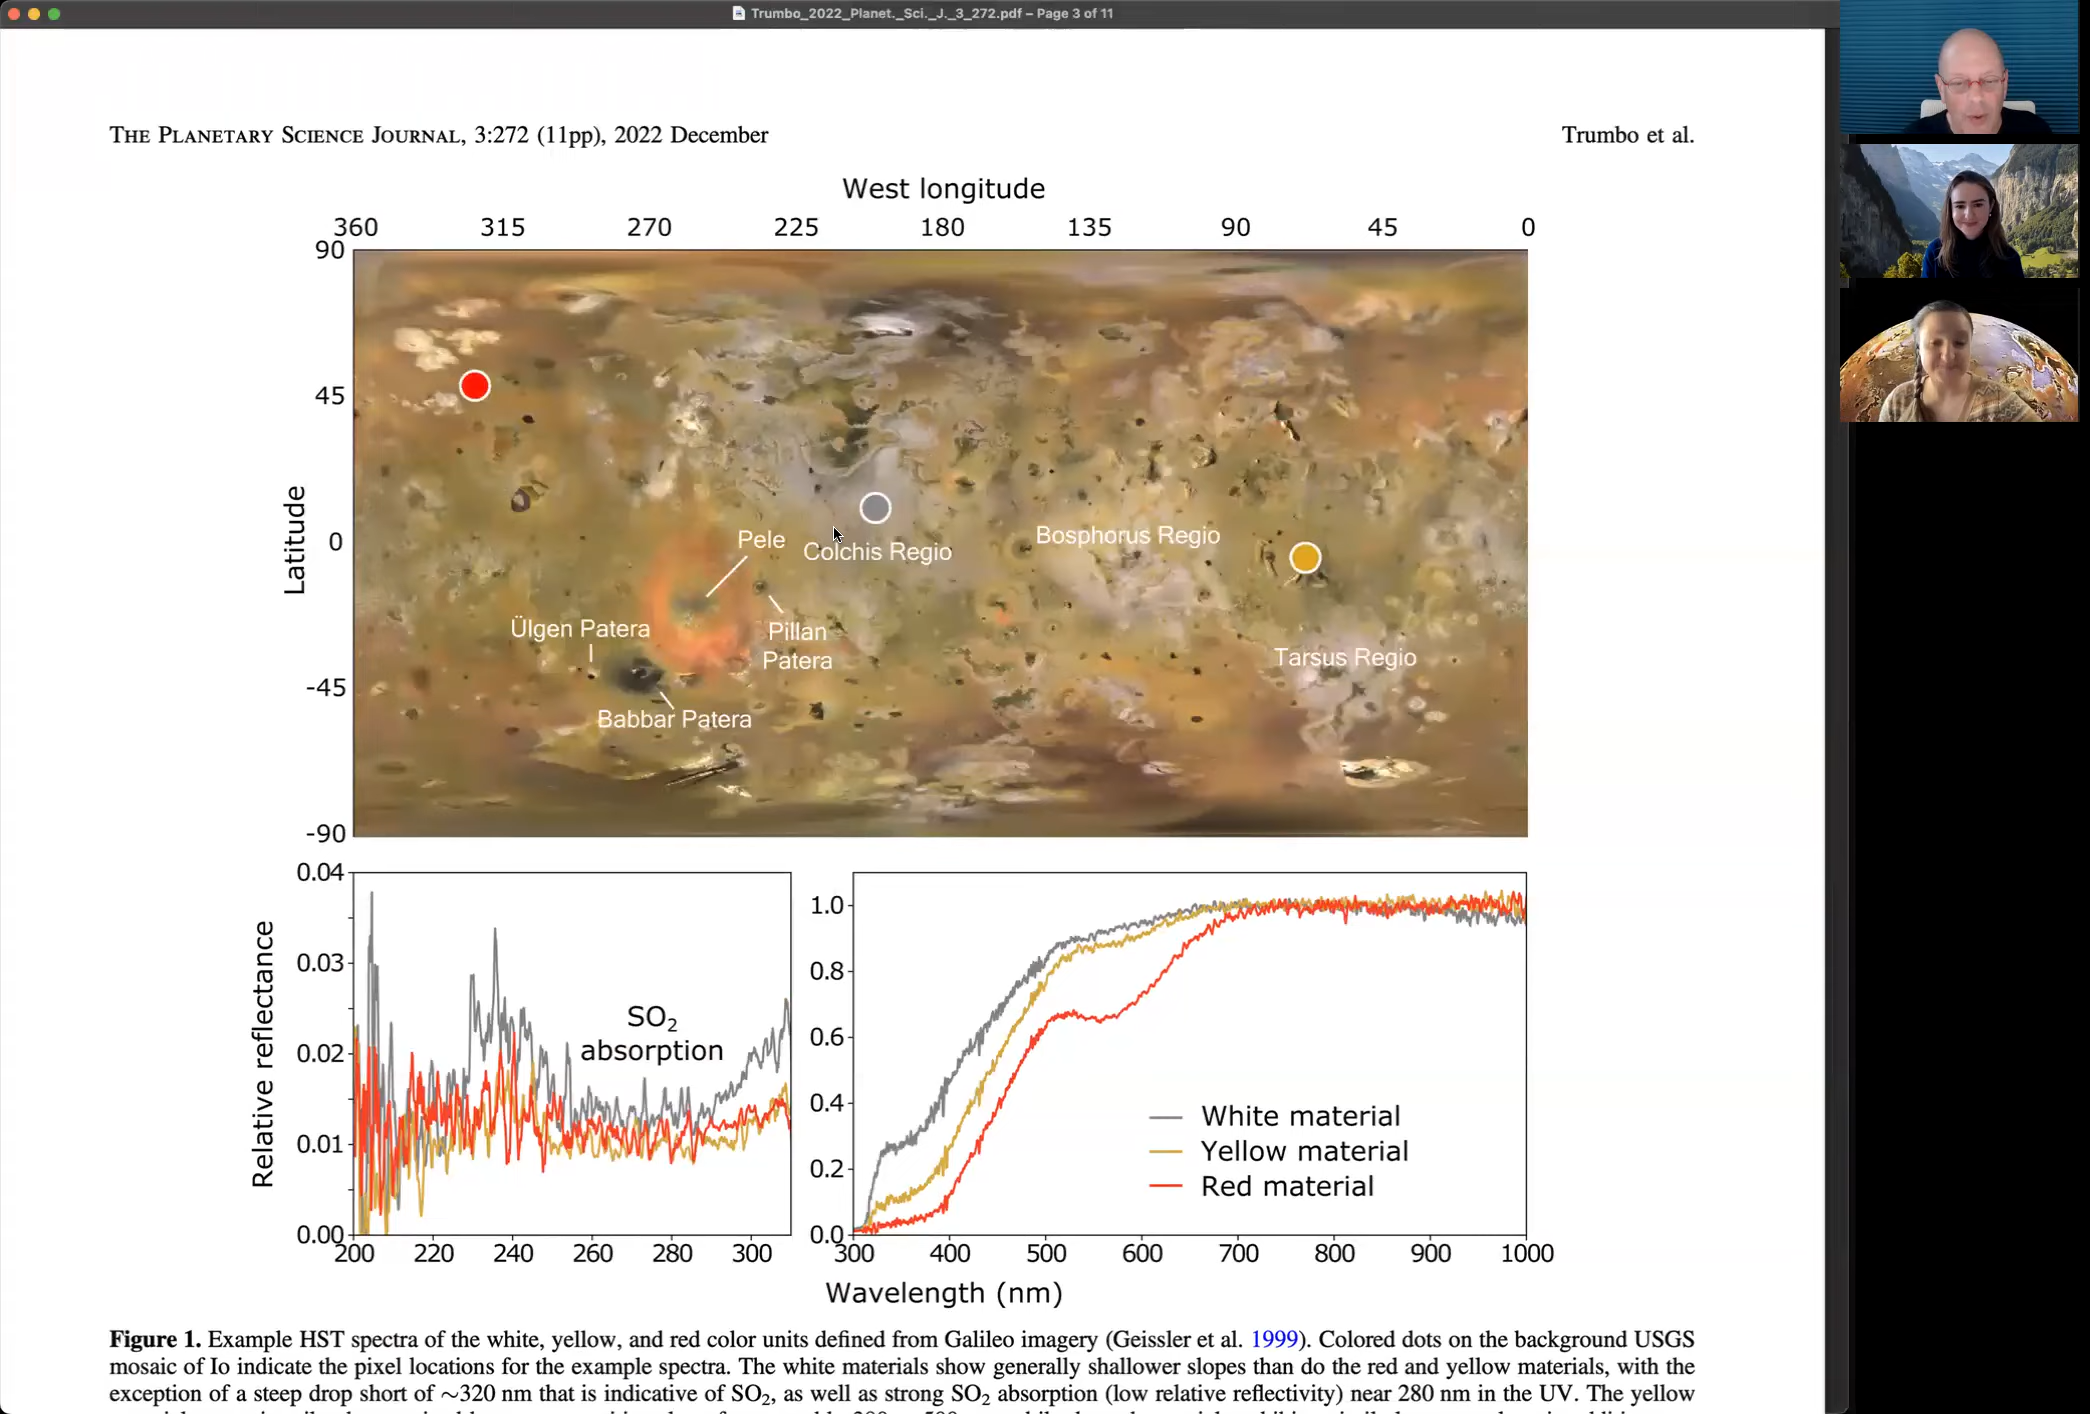 Trumbo_2022_Planet._Sci._J._3_272.pdf – Page 3 of 11
THE PLANETARY SCIENCE JOURNAL, 3:272 (11pp), 2022 December
Trumbo et al.
West longitude
360 315 270 225 180 135 90 45 0
90
45
0
-45
-90
Latitude
Pele
Colchis Regio
Bosphorus Regio
Ülgen Patera
Pillan
Patera
Tarsus Regio
Babbar Patera
0.04
0.03
0.02
0.01
0.00
Relative reflectance
SO₂
absorption
200 220 240 260 280 300
1.0
0.8
0.6
0.4
0.2
0.0
White material
Yellow material
Red material
300 400 500 600 700 800 900 1000
Wavelength (nm)
Figure 1. Example HST spectra of the white, yellow, and red color units defined from Galileo imagery (Geissler et al. 1999). Colored dots on the background USGS
mosaic of Io indicate the pixel locations for the example spectra. The white materials show generally shallower slopes than do the red and yellow materials, with the
exception of a steep drop short of ∼320 nm that is indicative of SO₂, as well as strong SO₂ absorption (low relative reflectivity) near 280 nm in the UV. The yellow